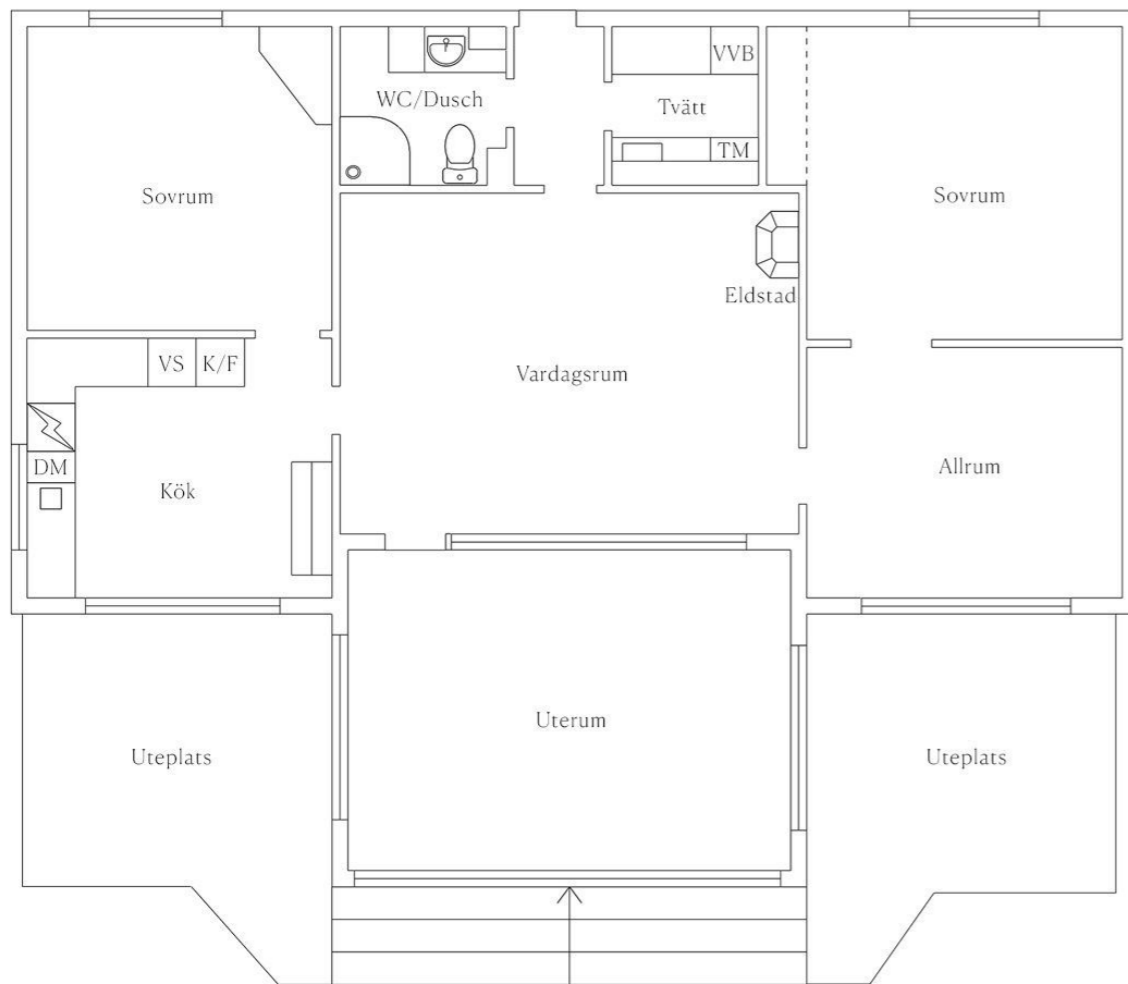 VVB
WC/Dusch
Tvätt
TM
Sovrum
Sovrum
Eldstad
VS
K/F
Vardagsrum
DM
Kök
Allrum
Uterum
Uteplats
Uteplats